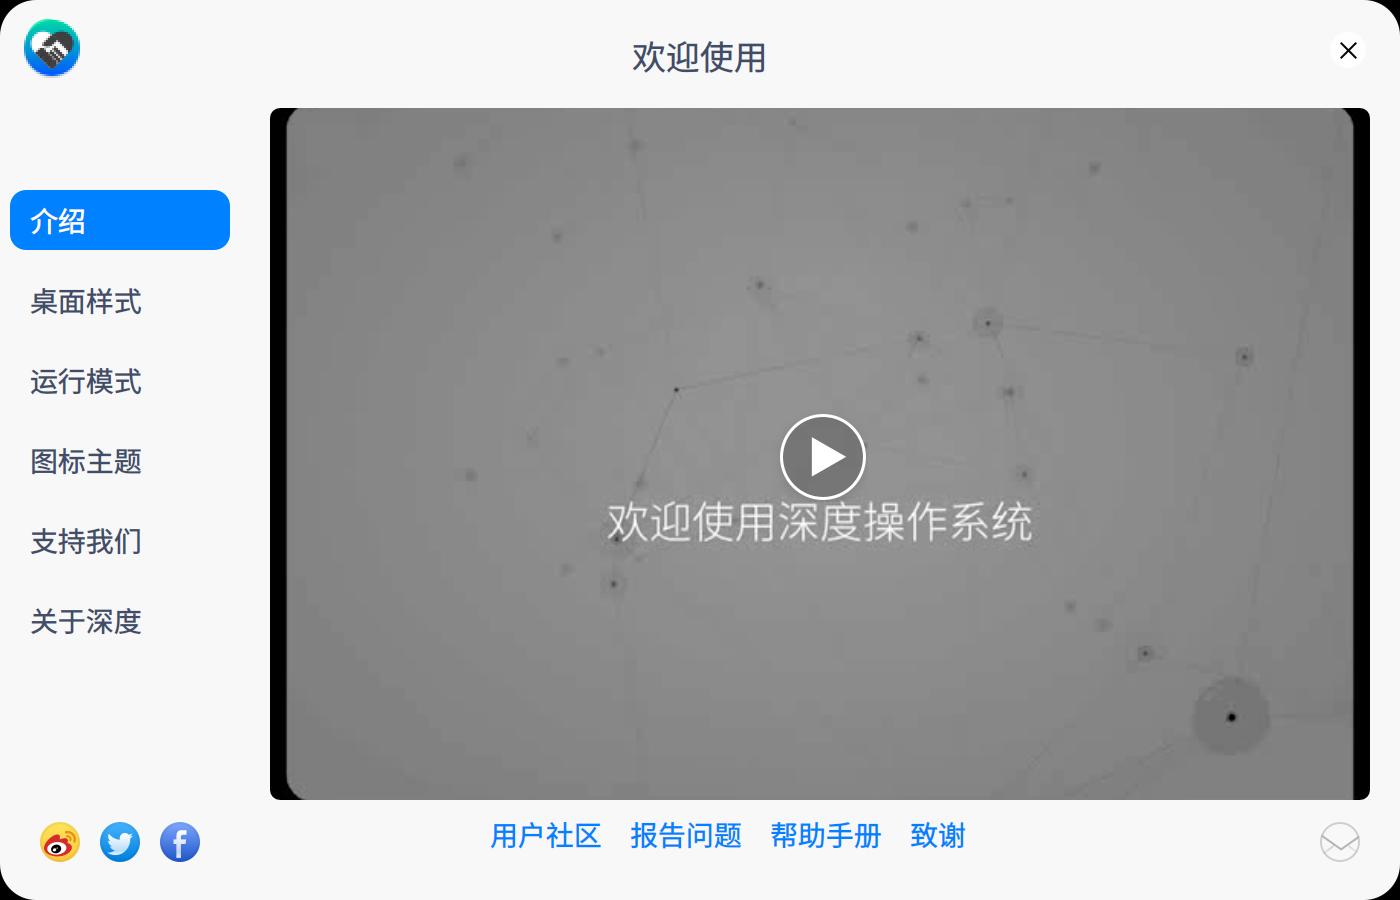 欢迎使用
介绍
桌面样式
运行模式
图标主题
支持我们
关于深度
欢迎使用深度操作系统
用户社区 报告问题 帮助手册 致谢